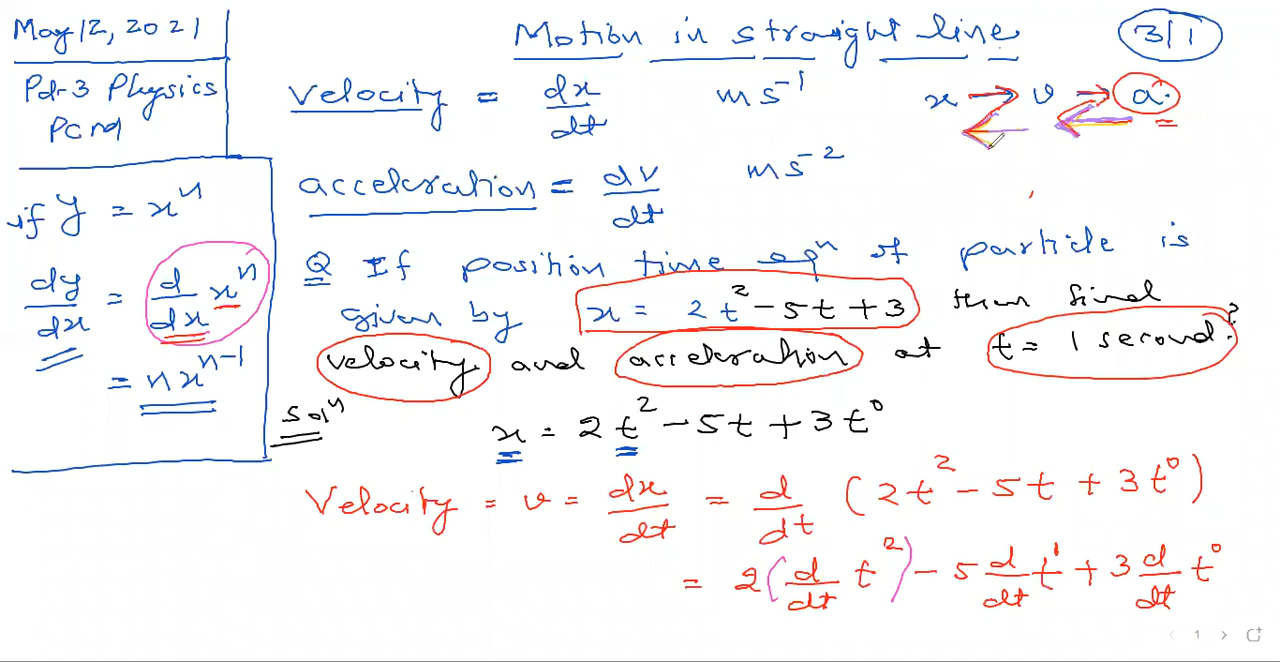 May 12, 2021
Motion in straight line
3/1
Pd-3 Physics
PCM
Velocity = dx/dt ms⁻¹
x → v → a.
acceleration = dv/dt ms⁻²
if y = xⁿ
dy/dx = d/dx xⁿ
= nxⁿ⁻¹
Q If position time eqⁿ of particle is
given by x = 2t² - 5t + 3 then find
velocity and acceleration at t = 1 second.?
Solⁿ
x = 2t² - 5t + 3t⁰
Velocity = v = dx/dt = d/dt (2t² - 5t + 3t⁰)
= 2(d/dt t²) - 5 d/dt t¹ + 3 d/dt t⁰
1